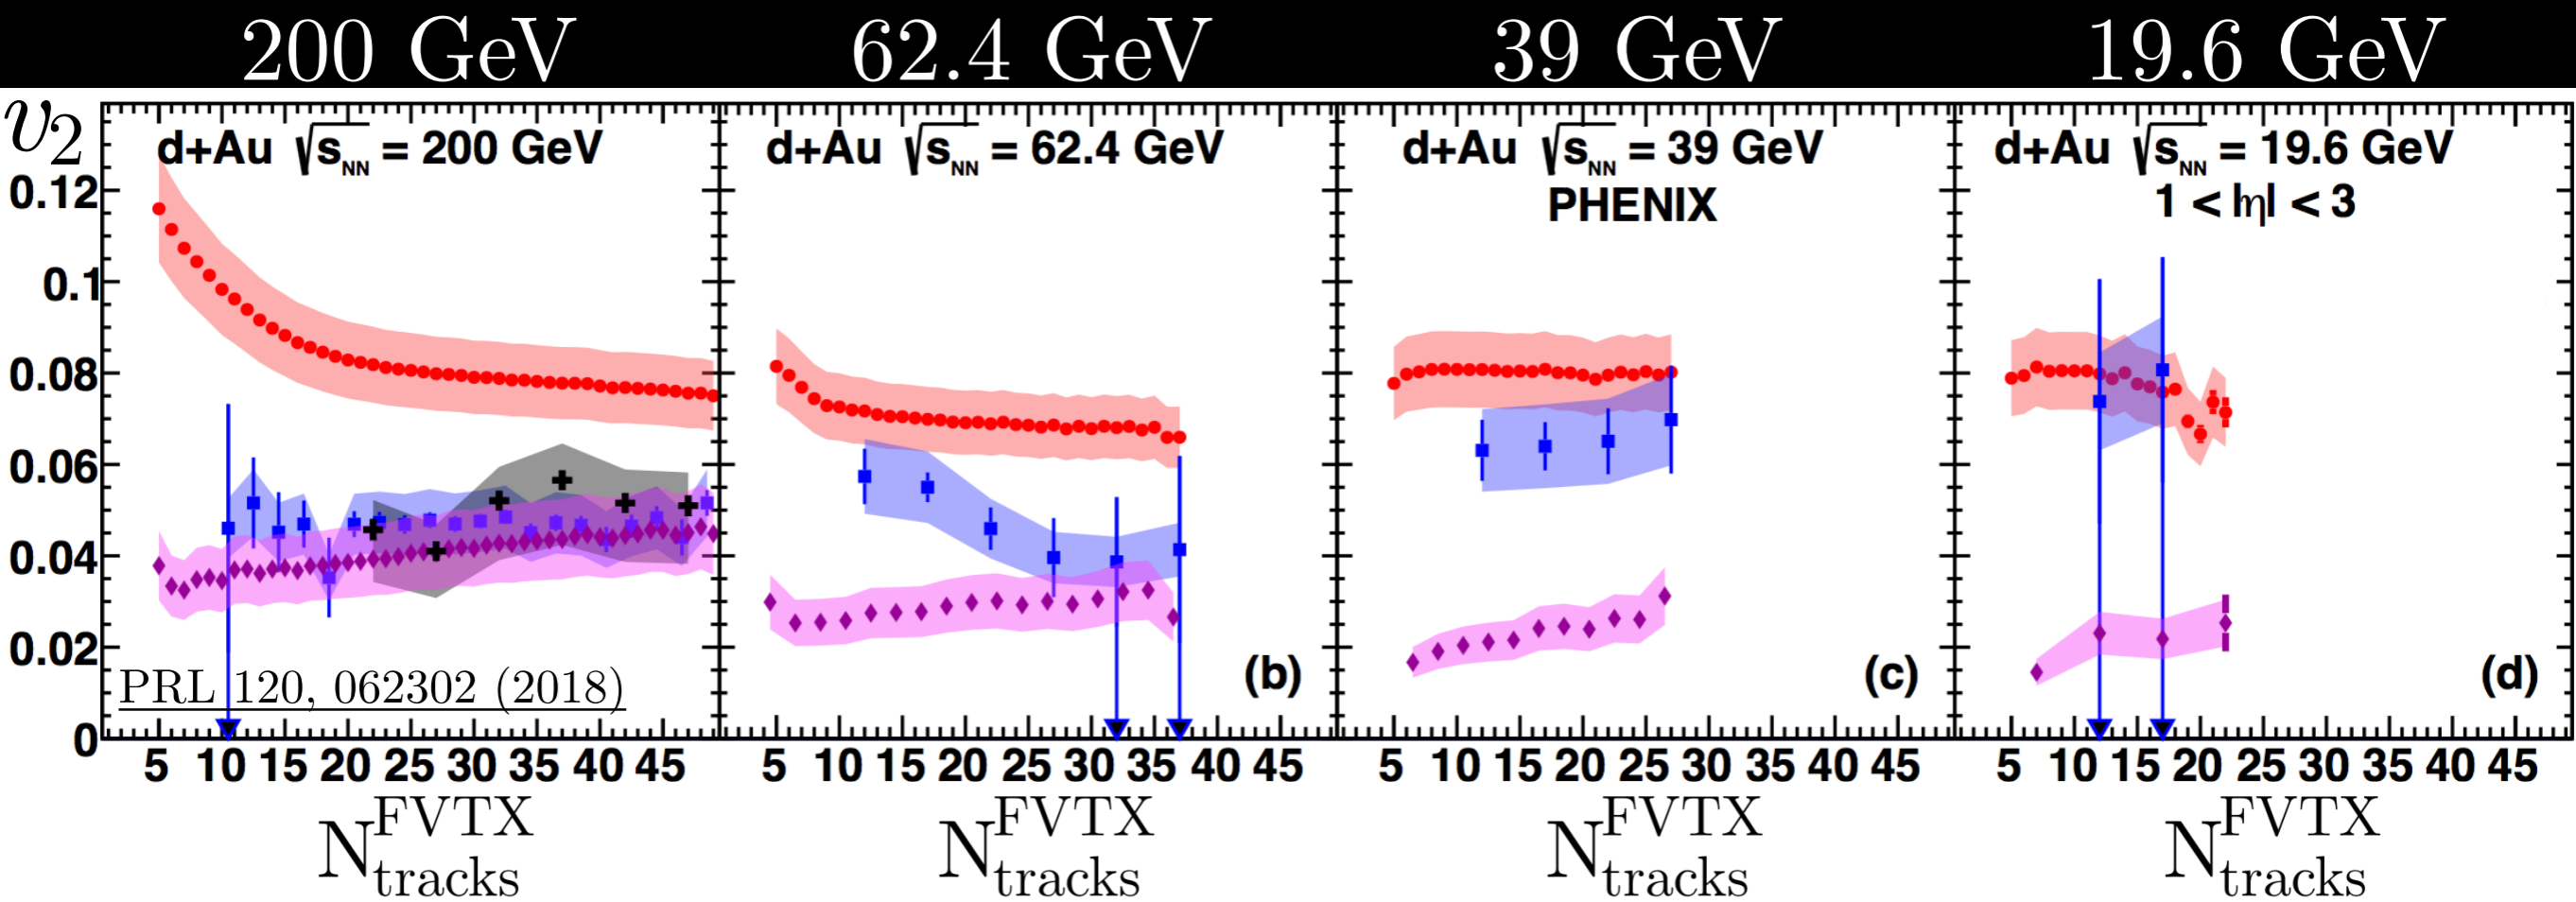 200 GeV 62.4 GeV 39 GeV 19.6 GeV
v₂
d+Au √sNN = 200 GeV
d+Au √sNN = 62.4 GeV
d+Au √sNN = 39 GeV
PHENIX
d+Au √sNN = 19.6 GeV
1 < |η| < 3
0.12
0.1
0.08
0.06
0.04
0.02
0
PRL 120, 062302 (2018)
(b)
(c)
(d)
5 10 15 20 25 30 35 40 45
5 10 15 20 25 30 35 40 45
5 10 15 20 25 30 35 40 45
5 10 15 20 25 30 35 40 45
N FVTX tracks
N FVTX tracks
N FVTX tracks
N FVTX tracks